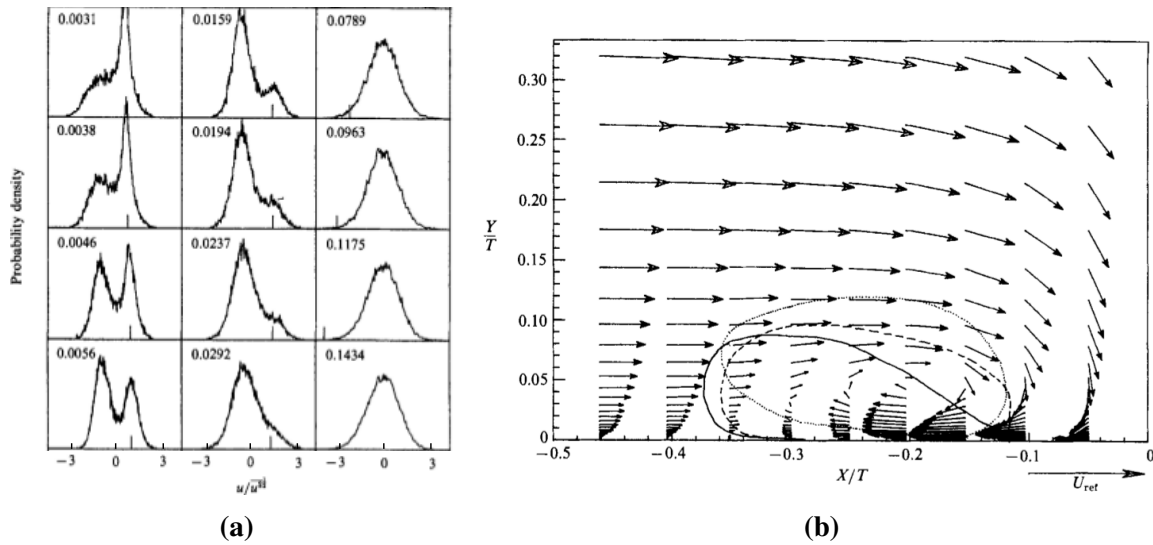 0.0031 0.0159 0.0789
0.0038 0.0194 0.0963
0.0046 0.0237 0.1175
0.0056 0.0292 0.1434
Probability density
−3 0 3 −3 0 3 −3 0 3
(a)
0.30
0.25
0.20
Y/T
0.15
0.10
0.05
0
−0.5 −0.4 −0.3 −0.2 −0.1 0
X/T
U_ref
(b)